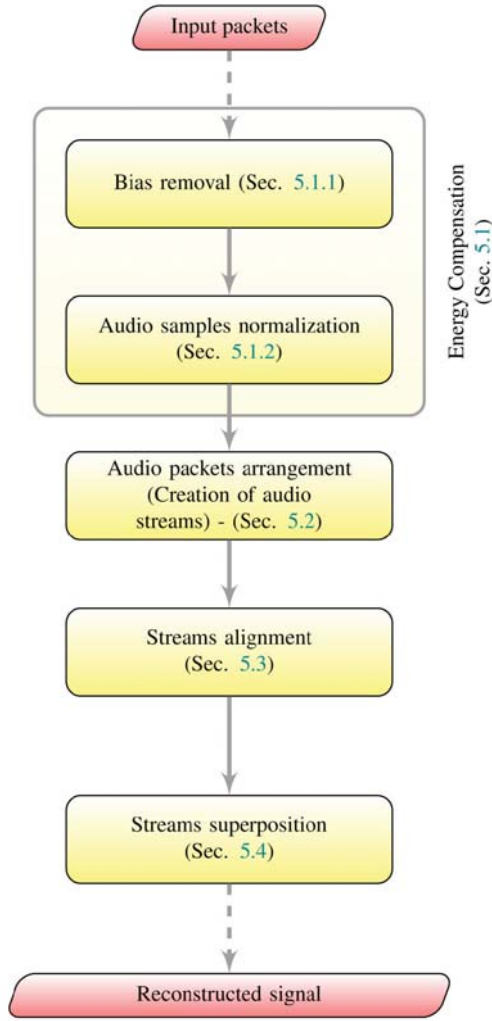 Input packets
Bias removal (Sec. 5.1.1)
Audio samples normalization
(Sec. 5.1.2)
Energy Compensation
(Sec. 5.1)
Audio packets arrangement
(Creation of audio
streams) - (Sec. 5.2)
Streams alignment
(Sec. 5.3)
Streams superposition
(Sec. 5.4)
Reconstructed signal